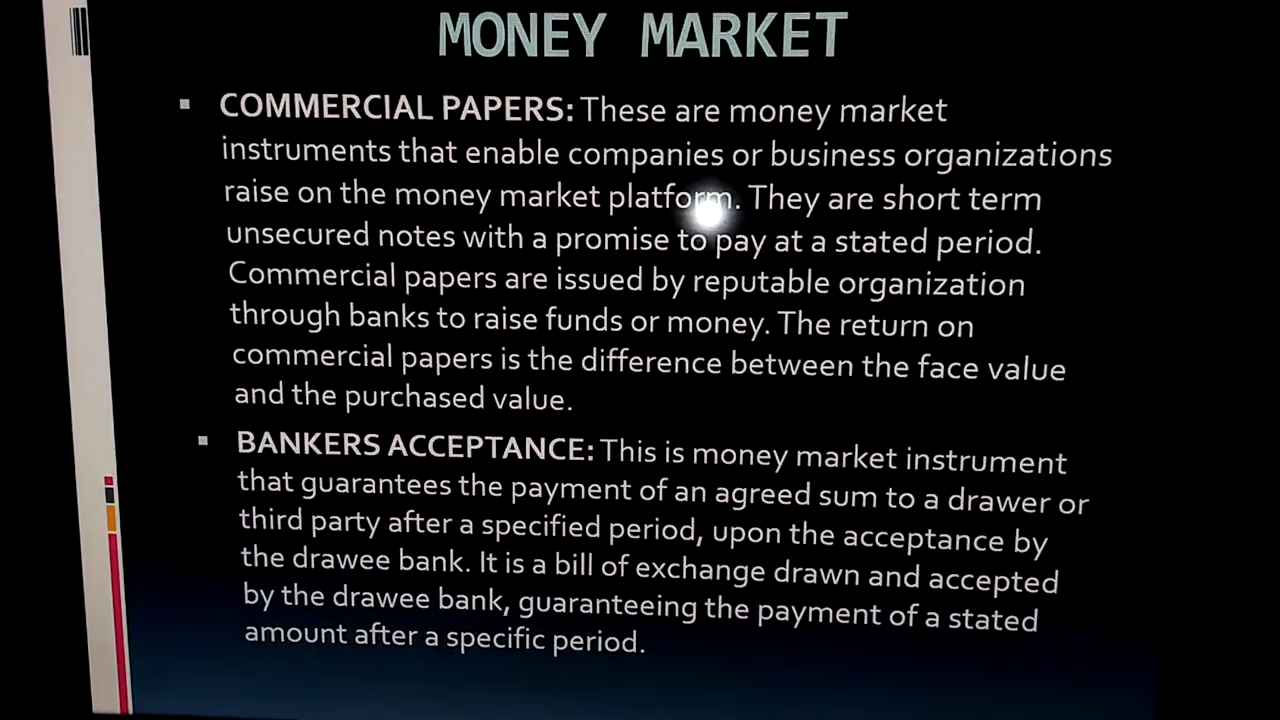 MONEY MARKET
▪ COMMERCIAL PAPERS: These are money market
instruments that enable companies or business organizations
raise on the money market platform. They are short term
unsecured notes with a promise to pay at a stated period.
Commercial papers are issued by reputable organization
through banks to raise funds or money. The return on
commercial papers is the difference between the face value
and the purchased value.
▪ BANKERS ACCEPTANCE: This is money market instrument
that guarantees the payment of an agreed sum to a drawer or
third party after a specified period, upon the acceptance by
the drawee bank. It is a bill of exchange drawn and accepted
by the drawee bank, guaranteeing the payment of a stated
amount after a specific period.